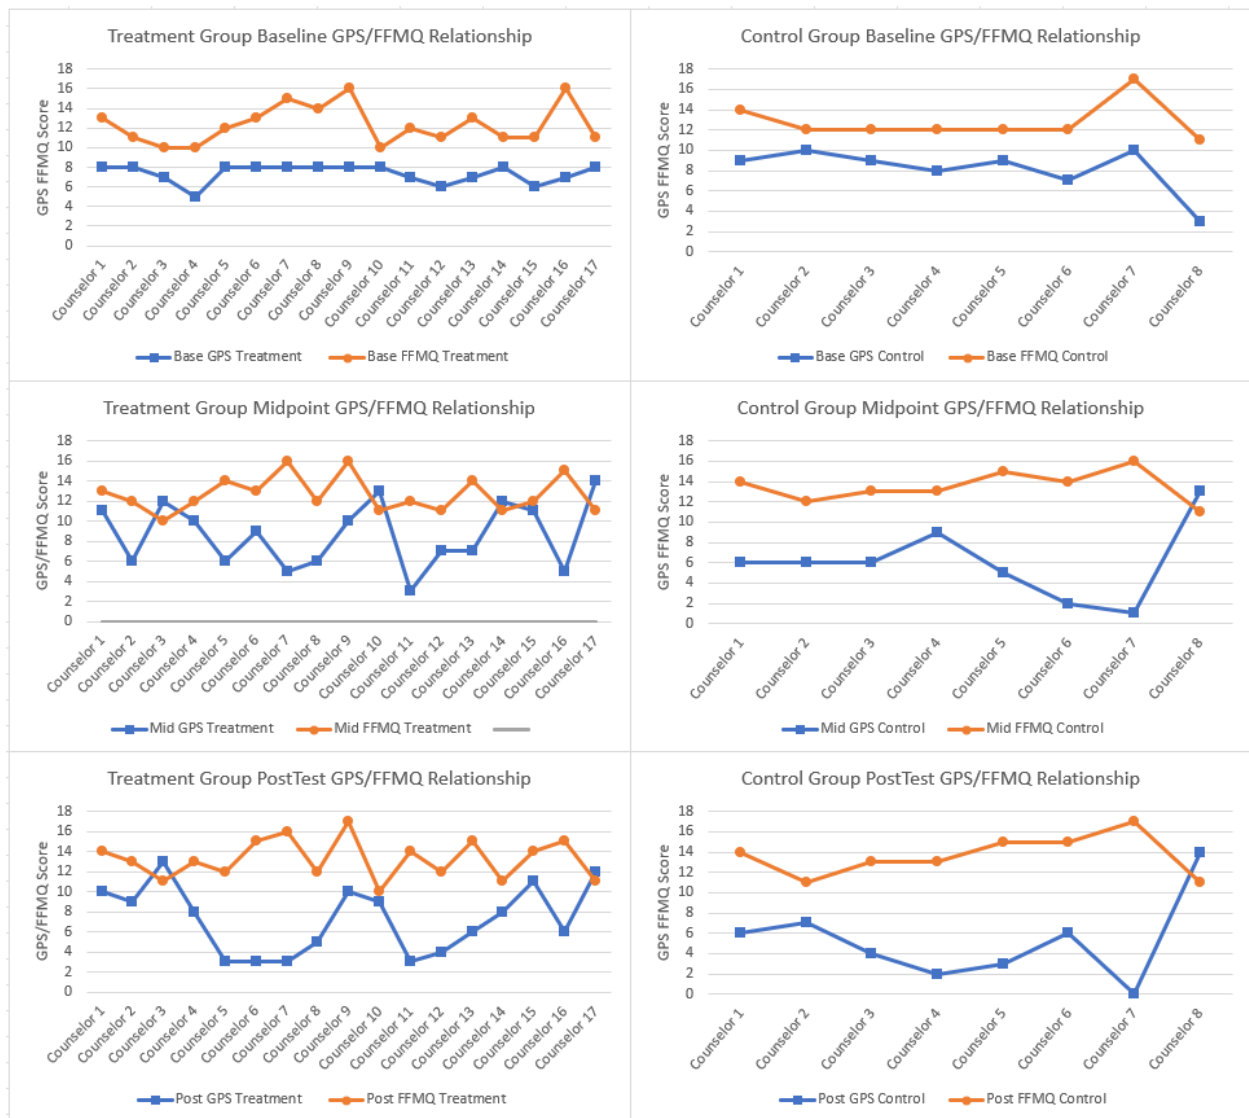 Treatment Group Baseline GPS/FFMQ Relationship
GPS FFMQ Score
18
16
14
12
10
8
6
4
2
0
Counselor 1
Counselor 2
Counselor 3
Counselor 4
Counselor 5
Counselor 6
Counselor 7
Counselor 8
Counselor 9
Counselor 10
Counselor 11
Counselor 12
Counselor 13
Counselor 14
Counselor 15
Counselor 16
Counselor 17
Base GPS Treatment Base FFMQ Treatment
Control Group Baseline GPS/FFMQ Relationship
GPS FFMQ Score
18
16
14
12
10
8
6
4
2
0
Counselor 1
Counselor 2
Counselor 3
Counselor 4
Counselor 5
Counselor 6
Counselor 7
Counselor 8
Base GPS Control Base FFMQ Control
Treatment Group Midpoint GPS/FFMQ Relationship
GPS/FFMQ Score
18
16
14
12
10
8
6
4
2
0
Counselor 1
Counselor 2
Counselor 3
Counselor 4
Counselor 5
Counselor 6
Counselor 7
Counselor 8
Counselor 9
Counselor 10
Counselor 11
Counselor 12
Counselor 13
Counselor 14
Counselor 15
Counselor 16
Counselor 17
Mid GPS Treatment Mid FFMQ Treatment
Control Group Midpoint GPS/FFMQ Relationship
GPS FFMQ Score
18
16
14
12
10
8
6
4
2
0
Counselor 1
Counselor 2
Counselor 3
Counselor 4
Counselor 5
Counselor 6
Counselor 7
Counselor 8
Mid GPS Control Mid FFMQ Control
Treatment Group PostTest GPS/FFMQ Relationship
GPS/FFMQ Score
18
16
14
12
10
8
6
4
2
0
Counselor 1
Counselor 2
Counselor 3
Counselor 4
Counselor 5
Counselor 6
Counselor 7
Counselor 8
Counselor 9
Counselor 10
Counselor 11
Counselor 12
Counselor 13
Counselor 14
Counselor 15
Counselor 16
Counselor 17
Post GPS Treatment Post FFMQ Treatment
Control Group PostTest GPS/FFMQ Relationship
GPS FFMQ Score
18
16
14
12
10
8
6
4
2
0
Counselor 1
Counselor 2
Counselor 3
Counselor 4
Counselor 5
Counselor 6
Counselor 7
Counselor 8
Post GPS Control Post FFMQ Control